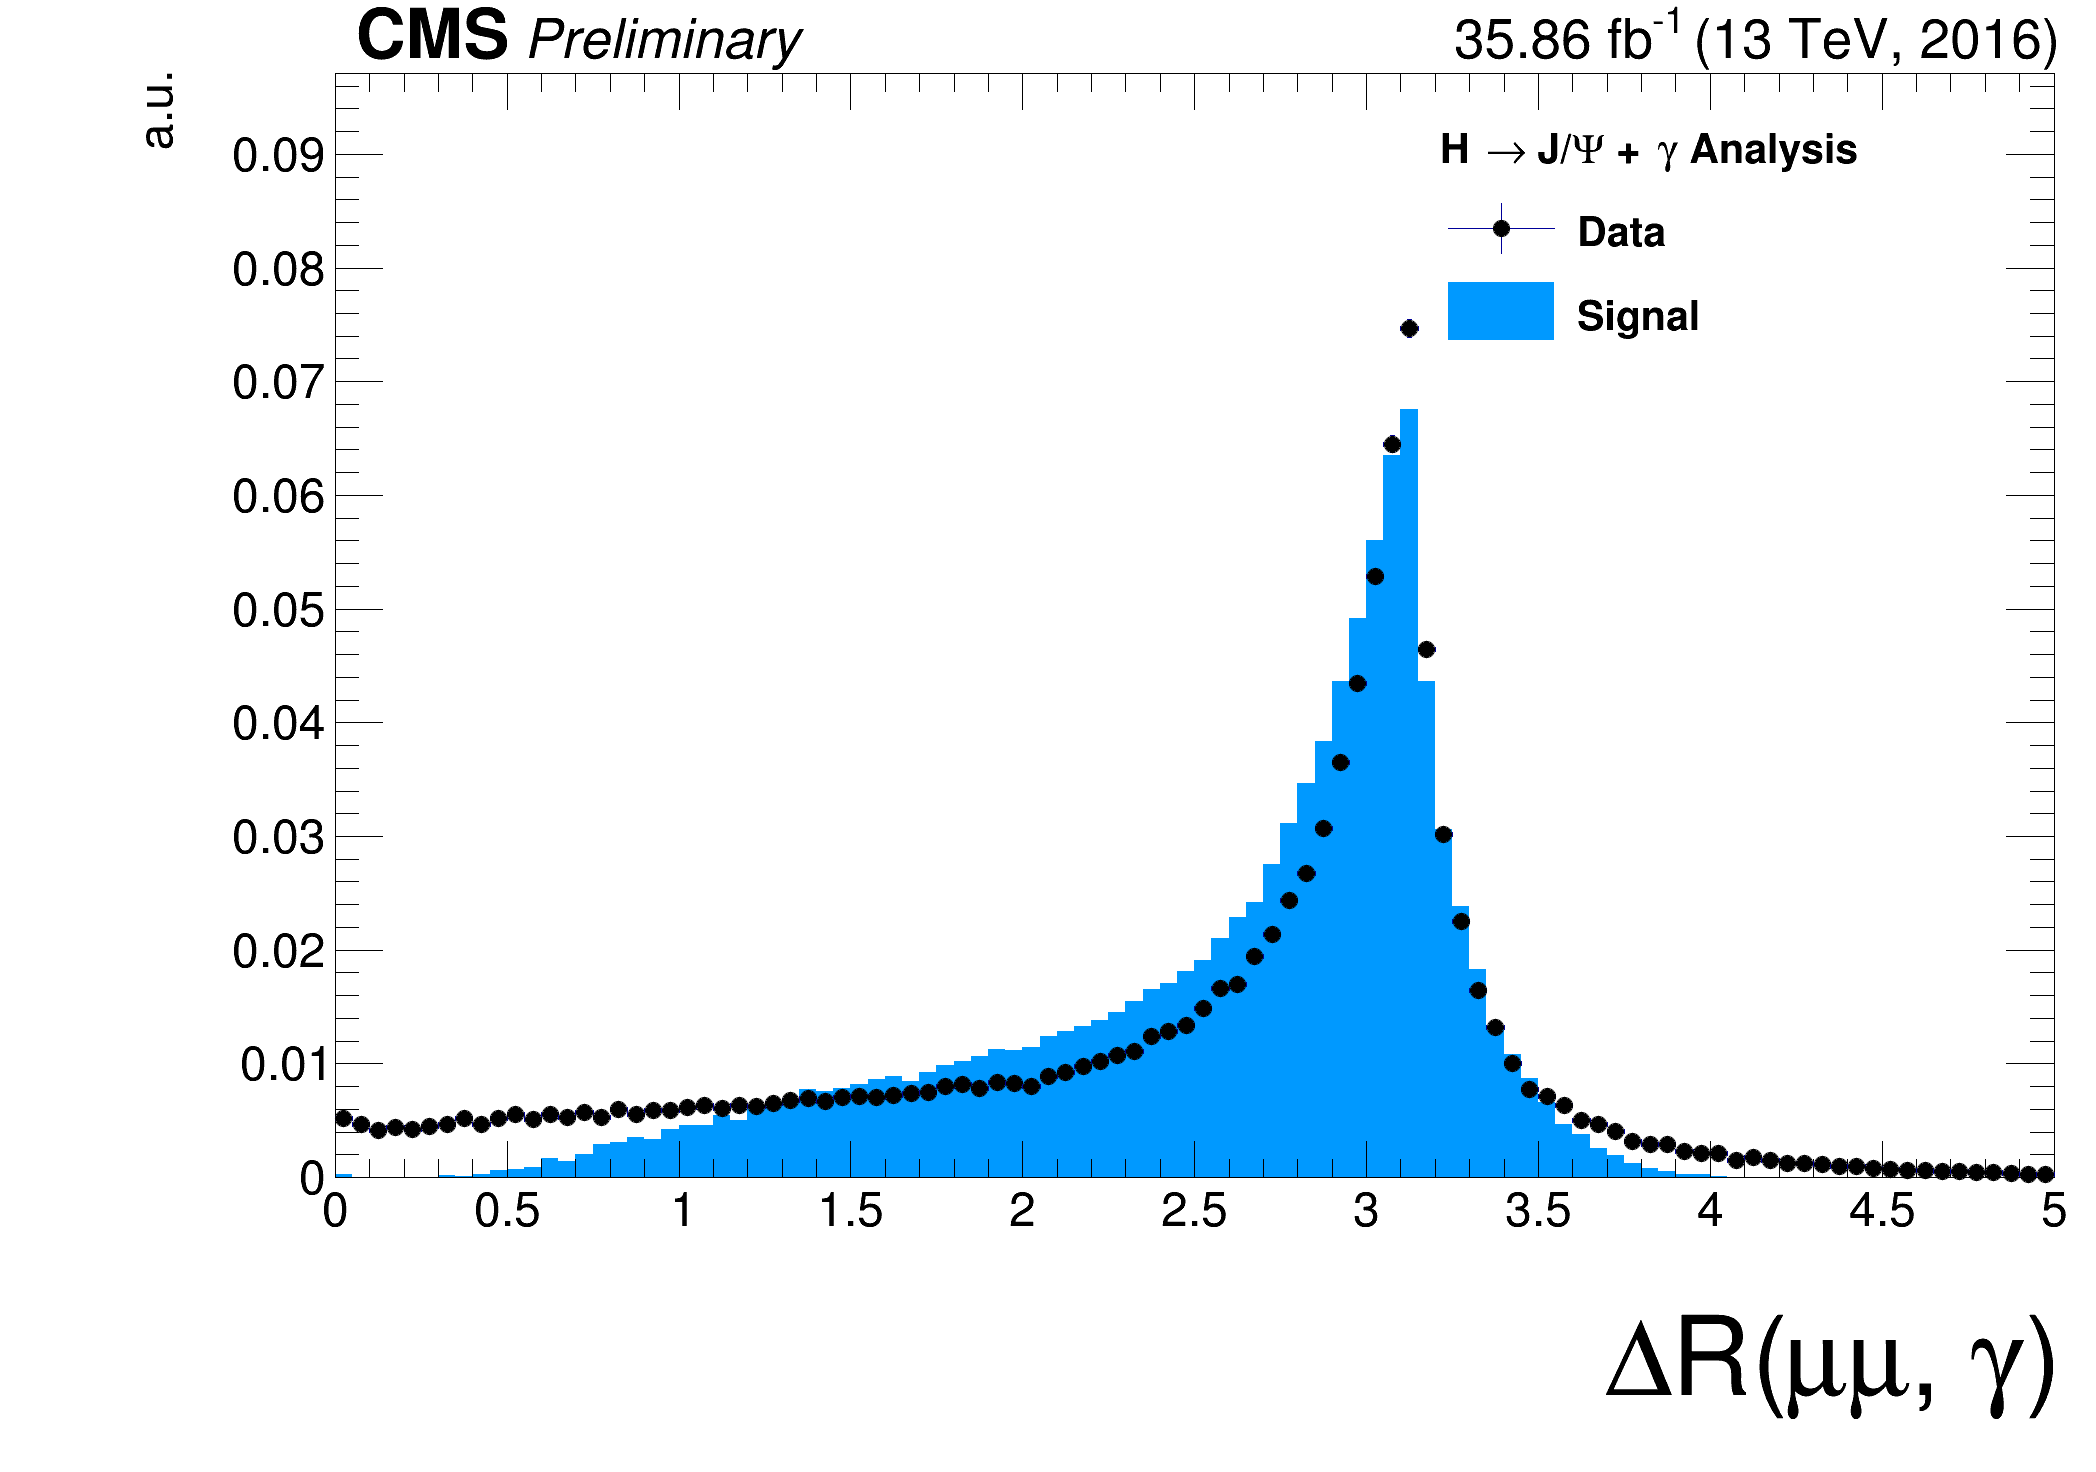 CMS Preliminary 35.86 fb⁻¹ (13 TeV, 2016)
a.u.
H → J/Ψ + γ Analysis
Data
Signal
0.09
0.08
0.07
0.06
0.05
0.04
0.03
0.02
0.01
0
0 0.5 1 1.5 2 2.5 3 3.5 4 4.5 5
ΔR(μμ, γ)